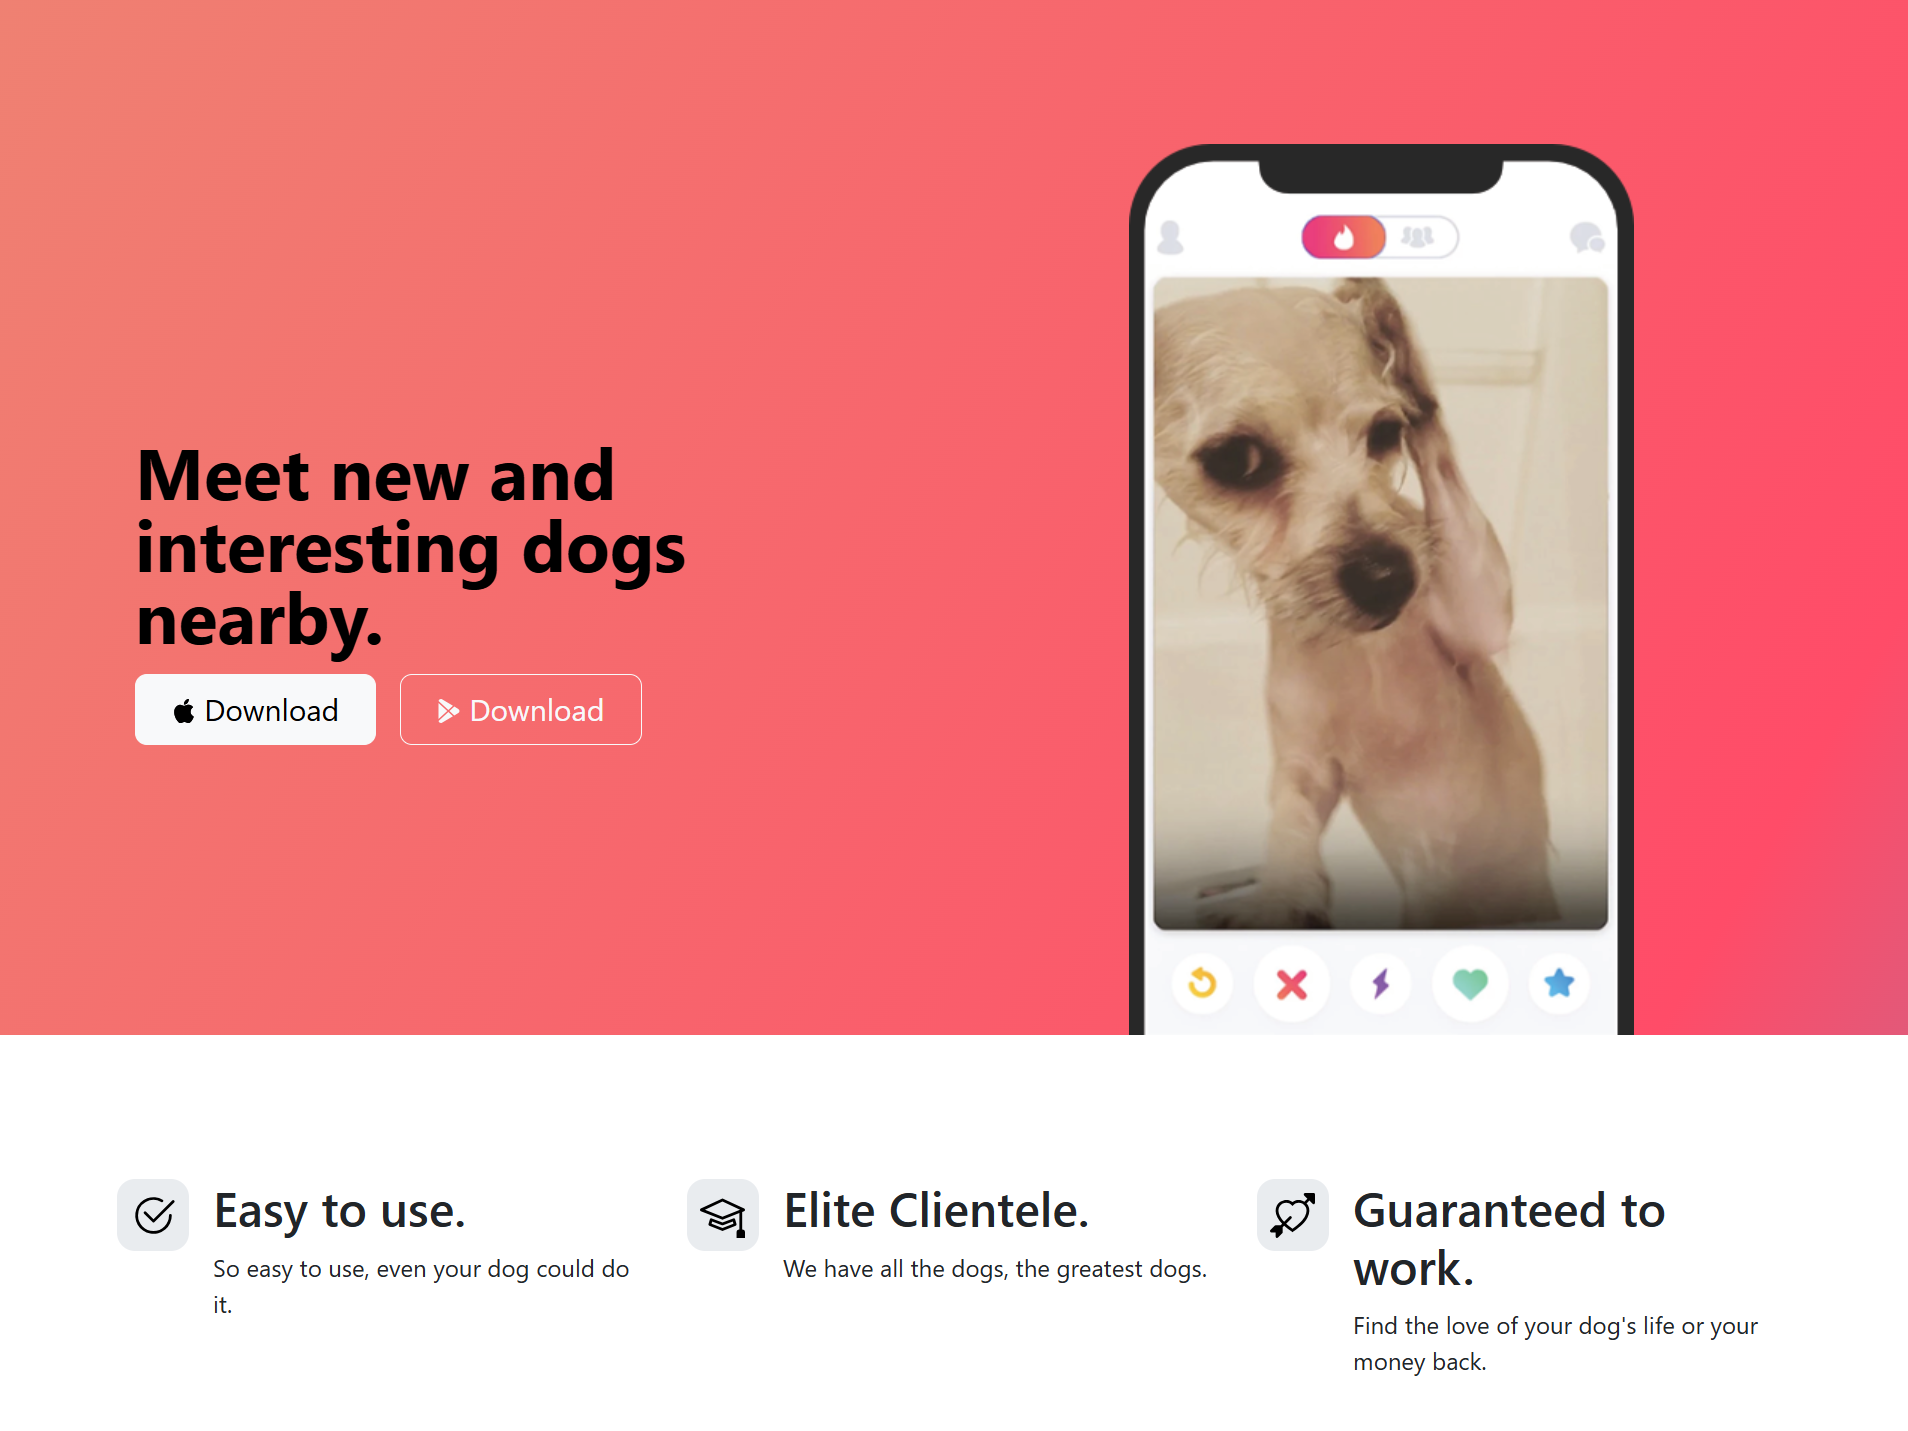 Meet new and
interesting dogs
nearby.
Download
Download
Easy to use.
So easy to use, even your dog could do
it.
Elite Clientele.
We have all the dogs, the greatest dogs.
Guaranteed to
work.
Find the love of your dog's life or your
money back.